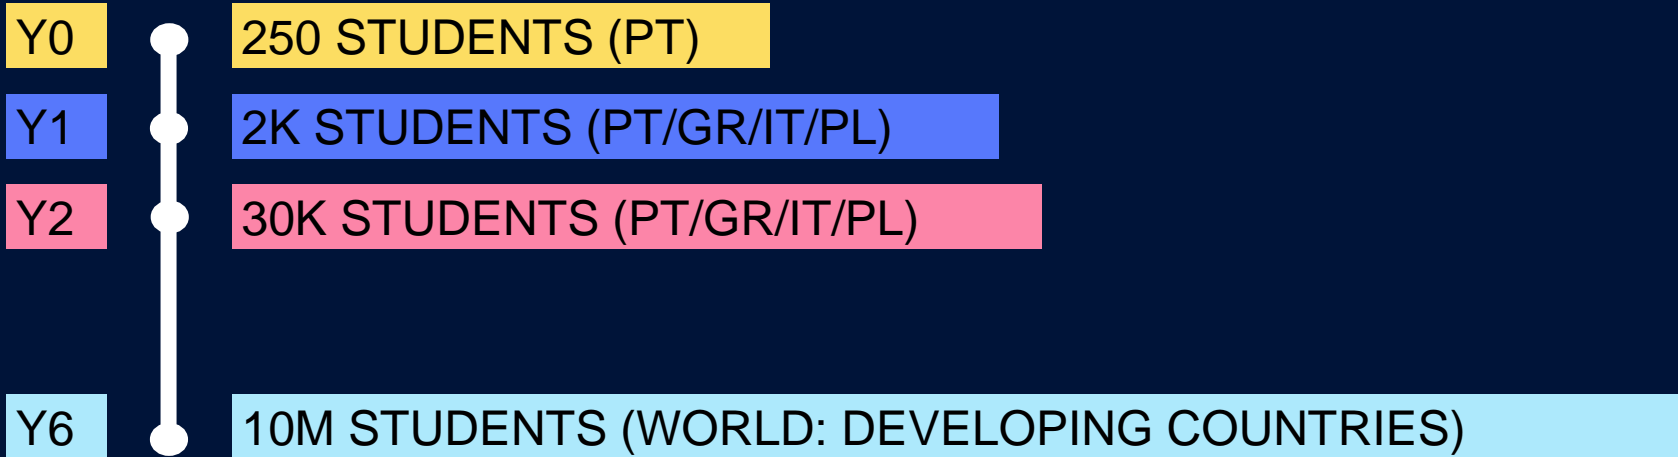 Y0 250 STUDENTS (PT)
Y1 2K STUDENTS (PT/GR/IT/PL)
Y2 30K STUDENTS (PT/GR/IT/PL)
Y6 10M STUDENTS (WORLD: DEVELOPING COUNTRIES)